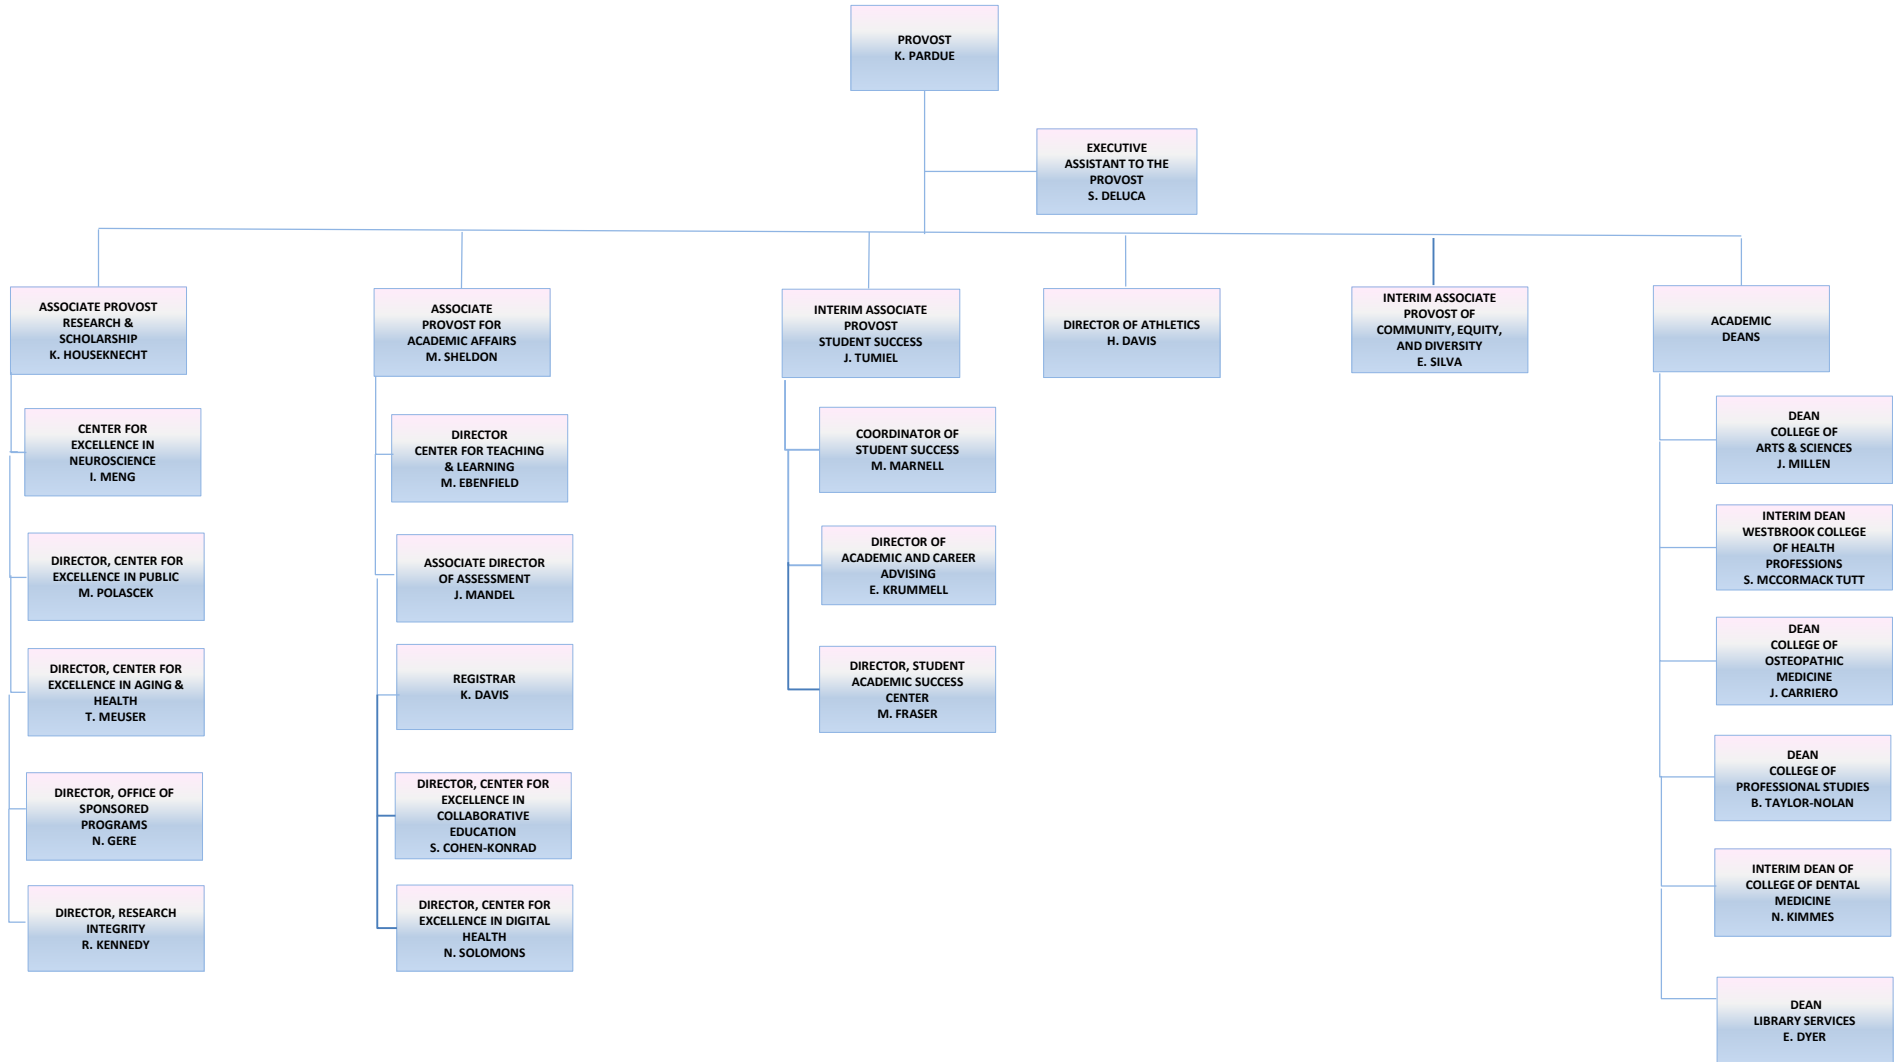 PROVOST
K. PARDUE
EXECUTIVE
ASSISTANT TO THE
PROVOST
S. DELUCA
ASSOCIATE PROVOST
RESEARCH &
SCHOLARSHIP
K. HOUSEKNECHT
ASSOCIATE
PROVOST FOR
ACADEMIC AFFAIRS
M. SHELDON
INTERIM ASSOCIATE
PROVOST
STUDENT SUCCESS
J. TUMIEL
DIRECTOR OF ATHLETICS
H. DAVIS
INTERIM ASSOCIATE
PROVOST OF
COMMUNITY, EQUITY,
AND DIVERSITY
E. SILVA
ACADEMIC
DEANS
CENTER FOR
EXCELLENCE IN
NEUROSCIENCE
I. MENG
DIRECTOR, CENTER FOR
EXCELLENCE IN PUBLIC
M. POLASCEK
DIRECTOR, CENTER FOR
EXCELLENCE IN AGING &
HEALTH
T. MEUSER
DIRECTOR, OFFICE OF
SPONSORED
PROGRAMS
N. GERE
DIRECTOR, RESEARCH
INTEGRITY
R. KENNEDY
DIRECTOR
CENTER FOR TEACHING
& LEARNING
M. EBENFIELD
ASSOCIATE DIRECTOR
OF ASSESSMENT
J. MANDEL
REGISTRAR
K. DAVIS
DIRECTOR, CENTER FOR
EXCELLENCE IN
COLLABORATIVE
EDUCATION
S. COHEN-KONRAD
DIRECTOR, CENTER FOR
EXCELLENCE IN DIGITAL
HEALTH
N. SOLOMONS
COORDINATOR OF
STUDENT SUCCESS
M. MARNELL
DIRECTOR OF
ACADEMIC AND CAREER
ADVISING
E. KRUMMELL
DIRECTOR, STUDENT
ACADEMIC SUCCESS
CENTER
M. FRASER
DEAN
COLLEGE OF
ARTS & SCIENCES
J. MILLEN
INTERIM DEAN
WESTBROOK COLLEGE
OF HEALTH
PROFESSIONS
S. MCCORMACK TUTT
DEAN
COLLEGE OF
OSTEOPATHIC
MEDICINE
J. CARRIERO
DEAN
COLLEGE OF
PROFESSIONAL STUDIES
B. TAYLOR-NOLAN
INTERIM DEAN OF
COLLEGE OF DENTAL
MEDICINE
N. KIMMES
DEAN
LIBRARY SERVICES
E. DYER